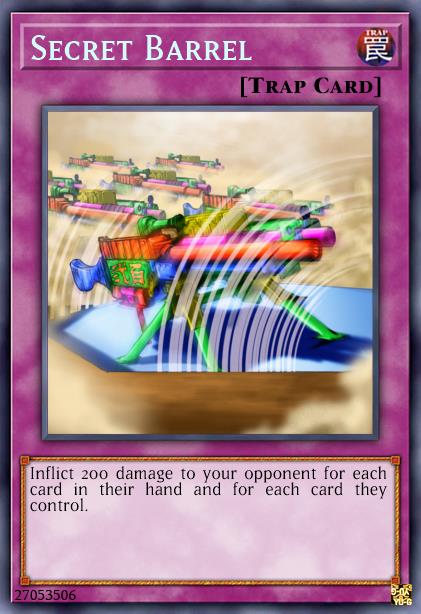 SECRET BARREL
TRAP
罠
[TRAP CARD]
Inflict 200 damage to your opponent for each
card in their hand and for each card they
control.
27053506